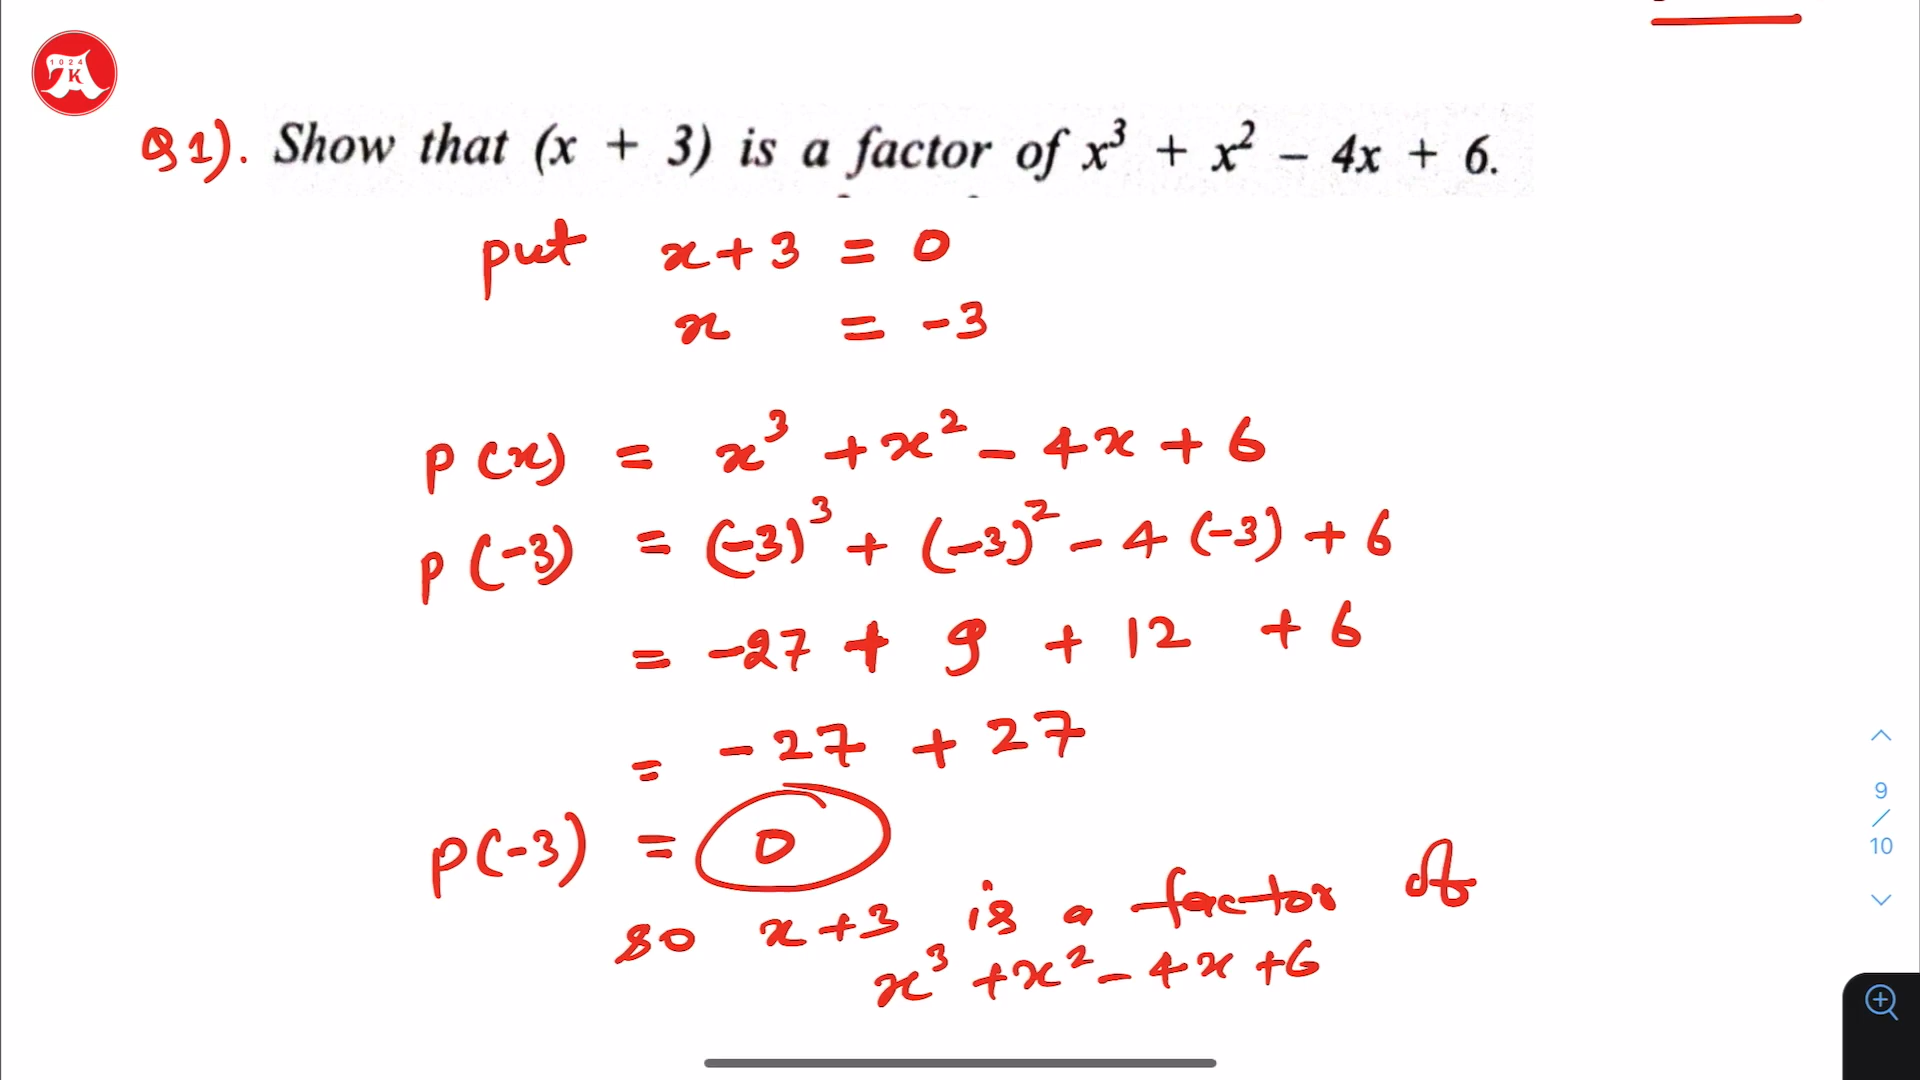 1024
K
Q1). Show that (x + 3) is a factor of x³ + x² – 4x + 6.
put x+3 = 0
x = -3
p(x) = x³ + x² - 4x + 6
p(-3) = (-3)³ + (-3)² - 4 (-3) + 6
= -27 + 9 + 12 + 6
= -27 + 27
p(-3) = 0
so x+3 is a factor of
x³ + x² - 4x + 6
9
/
10